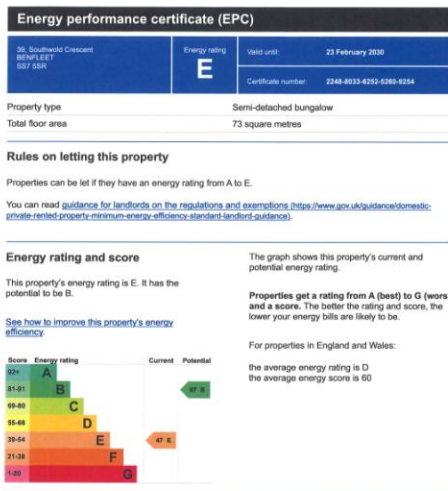 Energy performance certificate (EPC)
39, Southwold Crescent
BENFLEET
SS7 5SR
Energy rating
E
Valid until:
23 February 2030
Certificate number:
2248-8033-6252-5260-9254
Property type
Semi-detached bungalow
Total floor area
73 square metres
Rules on letting this property
Properties can be let if they have an energy rating from A to E.
You can read guidance for landlords on the regulations and exemptions (https://www.gov.uk/guidance/domestic-
private-rented-property-minimum-energy-efficiency-standard-landlord-guidance).
Energy rating and score
This property's energy rating is E. It has the
potential to be B.
See how to improve this property's energy
efficiency.
Score Energy rating Current Potential
92+ A
81-91 B 87 B
69-80 C
55-68 D
39-54 E 47 E
21-38 F
1-20 G
The graph shows this property's current and
potential energy rating.
Properties get a rating from A (best) to G (wors
and a score. The better the rating and score, the
lower your energy bills are likely to be.
For properties in England and Wales:
the average energy rating is D
the average energy score is 60